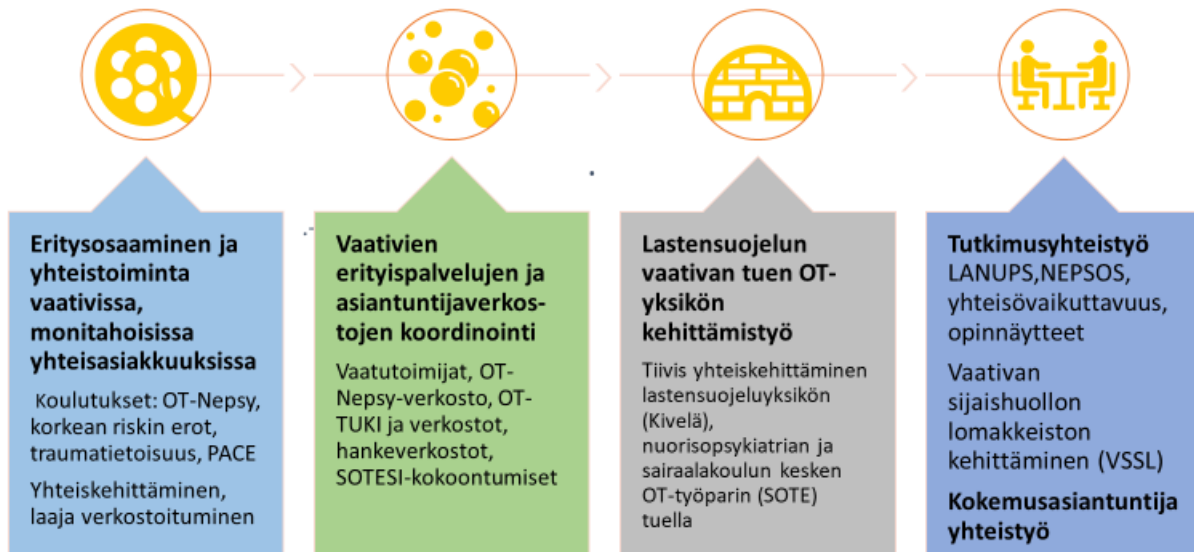 Eritysosaaminen ja
yhteistoiminta
vaativissa,
monitahoisissa
yhteisasiakkuuksissa
Koulutukset: OT-Nepsy,
korkean riskin erot,
traumatietoisuus, PACE
Yhteiskehittäminen,
laaja verkostoituminen
Vaativien
erityispalvelujen ja
asiantuntijaverkos-
tojen koordinointi
Vaatutoimijat, OT-
Nepsy-verkosto, OT-
TUKI ja verkostot,
hankeverkostot,
SOTESI-kokoontumiset
Lastensuojelun
vaativan tuen OT-
yksikön
kehittämistyö
Tiivis yhteiskehittäminen
lastensuojeluyksikön
(Kivelä),
nuorisopsykiatrian ja
sairaalakoulun kesken
OT-työparin (SOTE)
tuella
Tutkimusyhteistyö
LANUPS,NEPSOS,
yhteisövaikuttavuus,
opinnäytteet
Vaativan
sijaishuollon
lomakkeiston
kehittäminen (VSSL)
Kokemusasiantuntija
yhteistyö